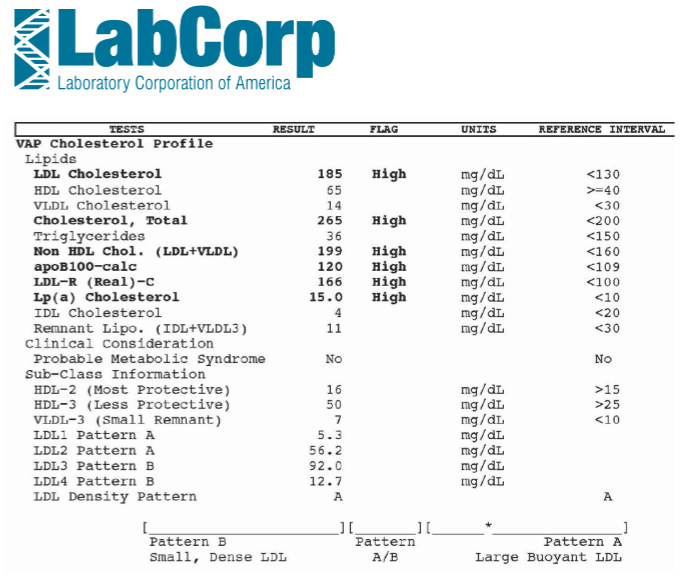 LabCorp
Laboratory Corporation of America
TESTS RESULT FLAG UNITS REFERENCE INTERVAL
VAP Cholesterol Profile
Lipids
LDL Cholesterol 185 High mg/dL <130
HDL Cholesterol 65 mg/dL >=40
VLDL Cholesterol 14 mg/dL <30
Cholesterol, Total 265 High mg/dL <200
Triglycerides 36 mg/dL <150
Non HDL Chol. (LDL+VLDL) 199 High mg/dL <160
apoB100-calc 120 High mg/dL <109
LDL-R (Real)-C 166 High mg/dL <100
Lp(a) Cholesterol 15.0 High mg/dL <10
IDL Cholesterol 4 mg/dL <20
Remnant Lipo. (IDL+VLDL3) 11 mg/dL <30
Clinical Consideration
Probable Metabolic Syndrome No No
Sub-Class Information
HDL-2 (Most Protective) 16 mg/dL >15
HDL-3 (Less Protective) 50 mg/dL >25
VLDL-3 (Small Remnant) 7 mg/dL <10
LDL1 Pattern A 5.3 mg/dL
LDL2 Pattern A 56.2 mg/dL
LDL3 Pattern B 92.0 mg/dL
LDL4 Pattern B 12.7 mg/dL
LDL Density Pattern A A
[____________________][______][______*______________]
Pattern B Pattern Pattern A
Small, Dense LDL A/B Large Buoyant LDL